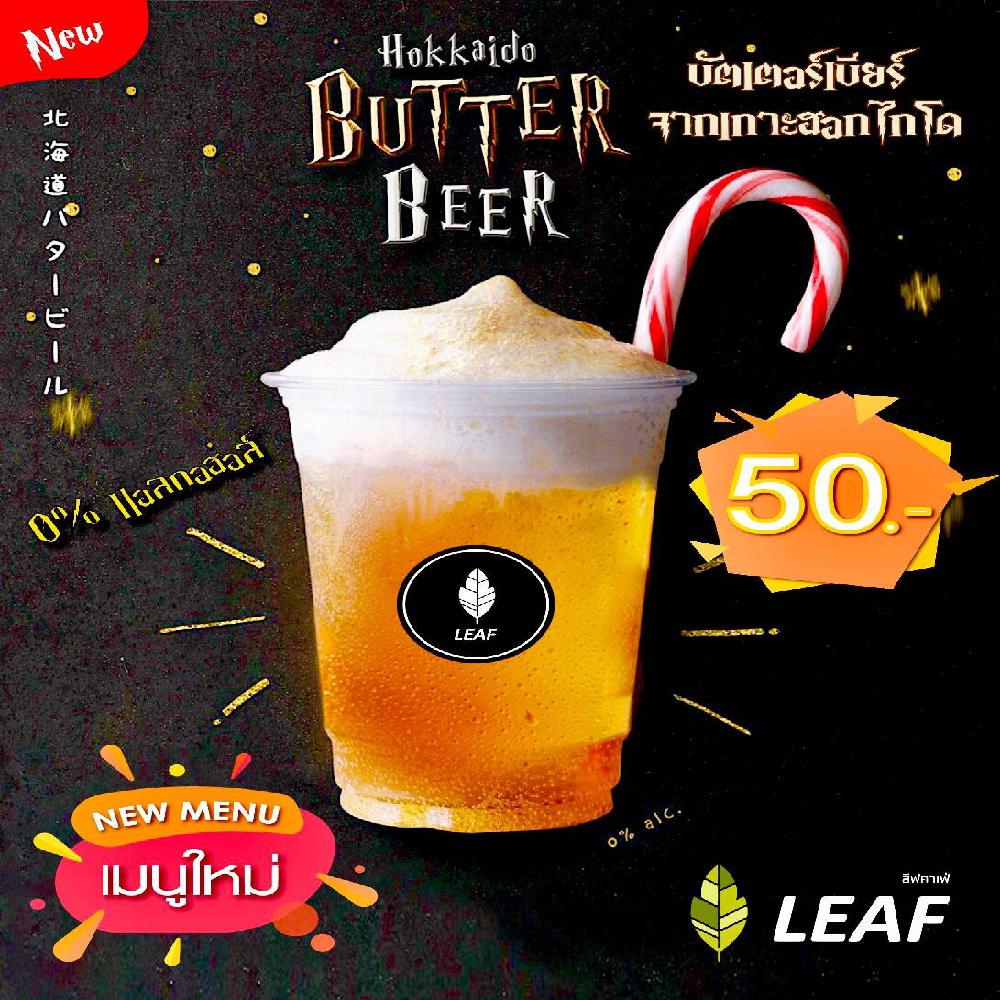 New
Hokkaido
BUTTER
BEER
บัตเตอร์เบียร์
จากเกาะฮอกไกโด
北海道バタービール
0% แอลกอฮอล์
50.-
LEAF
0% alc.
NEW MENU
เมนูใหม่
ลีฟคาเฟ่
LEAF